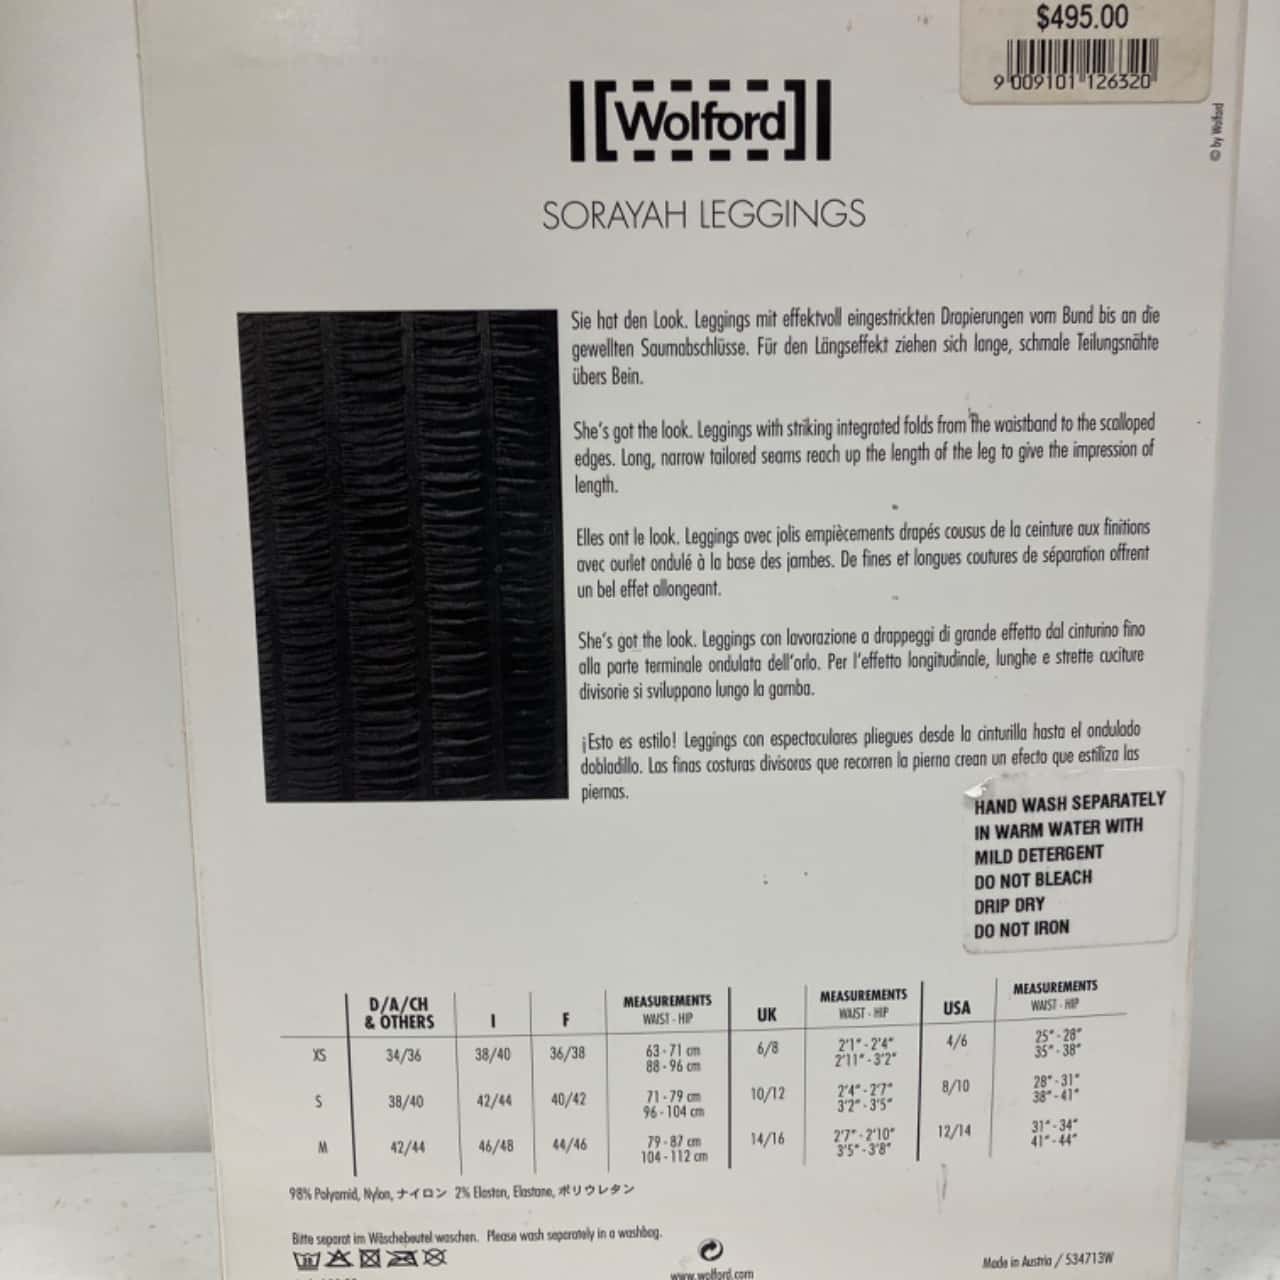 $495.00
9 009101 126320
© by Wolford
Wolford
SORAYAH LEGGINGS
Sie hat den Look. Leggings mit effektvoll eingestrickten Drapierungen vom Bund bis an die
gewellten Saumabschlüsse. Für den Längseffekt ziehen sich lange, schmale Teilungsnähte
übers Bein.
She's got the look. Leggings with striking integrated folds from the waistband to the scalloped
edges. Long, narrow tailored seams reach up the length of the leg to give the impression of
length.
Elles ont le look. Leggings avec jolis empiècements drapés cousus de la ceinture aux finitions
avec ourlet ondulé à la base des jambes. De fines et longues coutures de séparation offrent
un bel effet allongeant.
She's got the look. Leggings con lavorazione a drappeggi di grande effetto dal cinturino fino
alla parte terminale ondulata dell'orlo. Per l'effetto longitudinale, lunghe e strette cuciture
divisorie si sviluppano lungo la gamba.
¡Esto es estilo! Leggings con espectaculares pliegues desde la cinturilla hasta el ondulado
dobladillo. Las finas costuras divisoras que recorren la pierna crean un efecto que estiliza las
piernas.
HAND WASH SEPARATELY
IN WARM WATER WITH
MILD DETERGENT
DO NOT BLEACH
DRIP DRY
DO NOT IRON
D/A/CH & OTHERS I F MEASUREMENTS WAIST - HIP UK MEASUREMENTS WAIST - HIP USA MEASUREMENTS WAIST - HIP
XS 34/36 38/40 36/38 63 - 71 cm 88 - 96 cm 6/8 2'1" - 2'4" 2'11" - 3'2" 4/6 25" - 28" 35" - 38"
S 38/40 42/44 40/42 71 - 79 cm 96 - 104 cm 10/12 2'4" - 2'7" 3'2" - 3'5" 8/10 28" - 31" 38" - 41"
M 42/44 46/48 44/46 79 - 87 cm 104 - 112 cm 14/16 2'7" - 2'10" 3'5" - 3'8" 12/14 31" - 34" 41" - 44"
98% Polyamid, Nylon, ナイロン 2% Elastan, Elastane, ポリウレタン
Bitte separat im Wäschebeutel waschen. Please wash separately in a washbag.
www.wolford.com
Made in Austria / 534713W